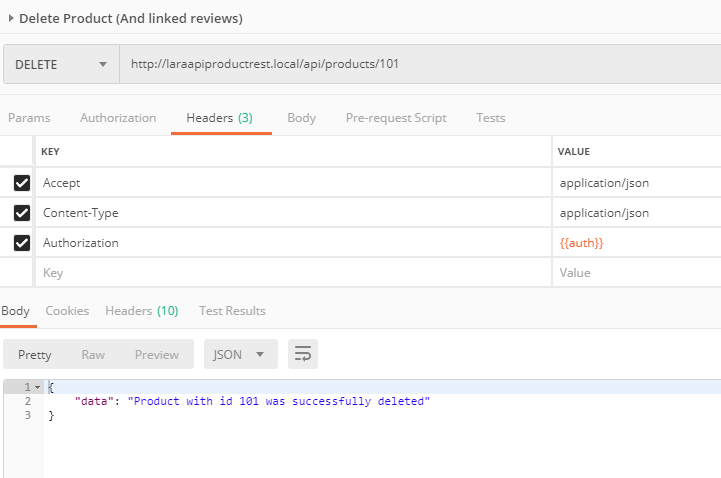 Delete Product (And linked reviews)
DELETE http://laraapiproductrest.local/api/products/101
Params Authorization Headers (3) Body Pre-request Script Tests
KEY VALUE
Accept application/json
Content-Type application/json
Authorization {{auth}}
Key Value
Body Cookies Headers (10) Test Results
Pretty Raw Preview JSON
1 {
2 "data": "Product with id 101 was successfully deleted"
3 }